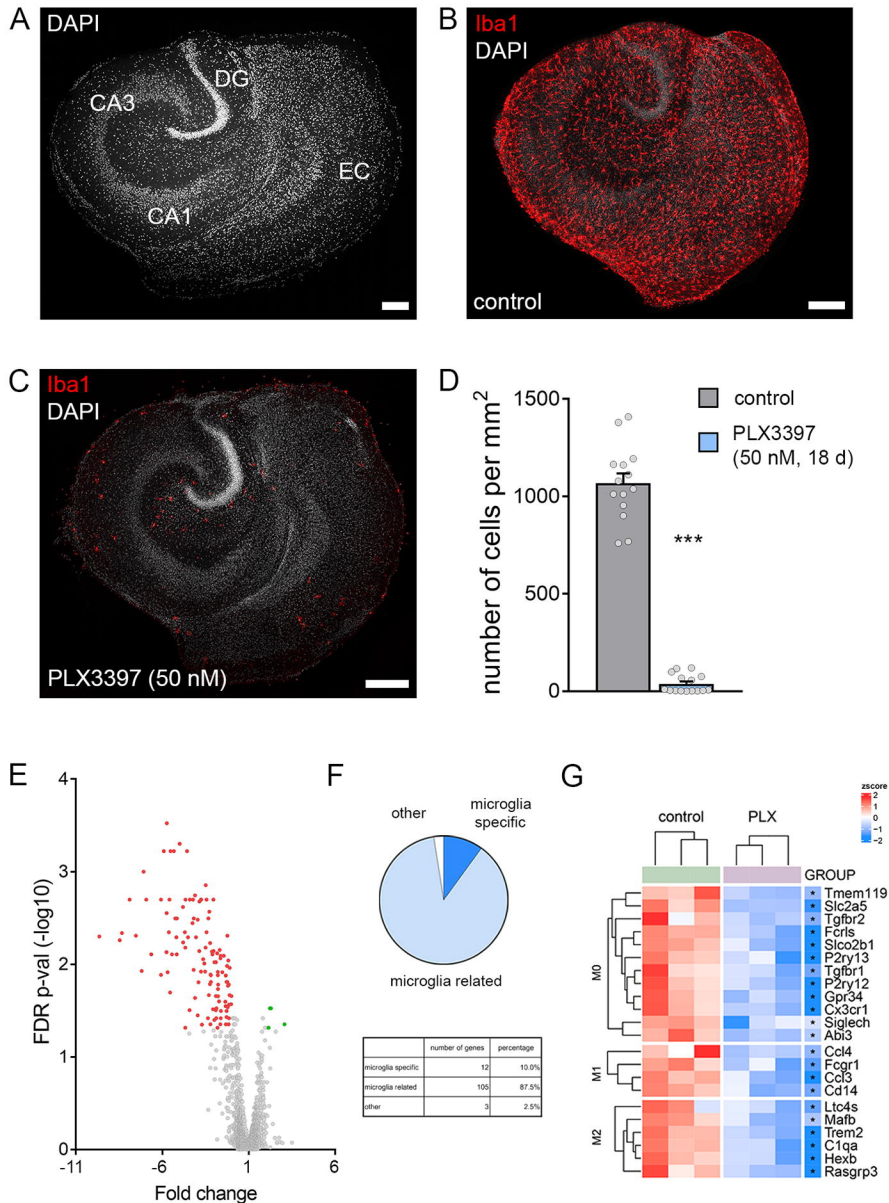 A
DAPI
DG
CA3
EC
CA1
B
Iba1
DAPI
control
C
Iba1
DAPI
PLX3397 (50 nM)
D
number of cells per mm2
1500
1000
500
0
control
PLX3397
(50 nM, 18 d)
***
E
FDR p-val (-log10)
4
3
2
1
0
-11
-6
1
6
Fold change
F
other
microglia
specific
microglia related
number of genes
percentage
microglia specific
12
10.0%
microglia related
105
87.5%
other
3
2.5%
G
zscore
2
1
0
−1
−2
control
PLX
GROUP
M0
* Tmem119
* Slc2a5
* Tgfbr2
* Fcrls
* Slco2b1
* P2ry13
* Tgfbr1
* P2ry12
* Gpr34
* Cx3cr1
* Siglech
* Abi3
M1
* Ccl4
* Fcgr1
* Ccl3
* Cd14
M2
* Ltc4s
* Mafb
* Trem2
* C1qa
* Hexb
* Rasgrp3